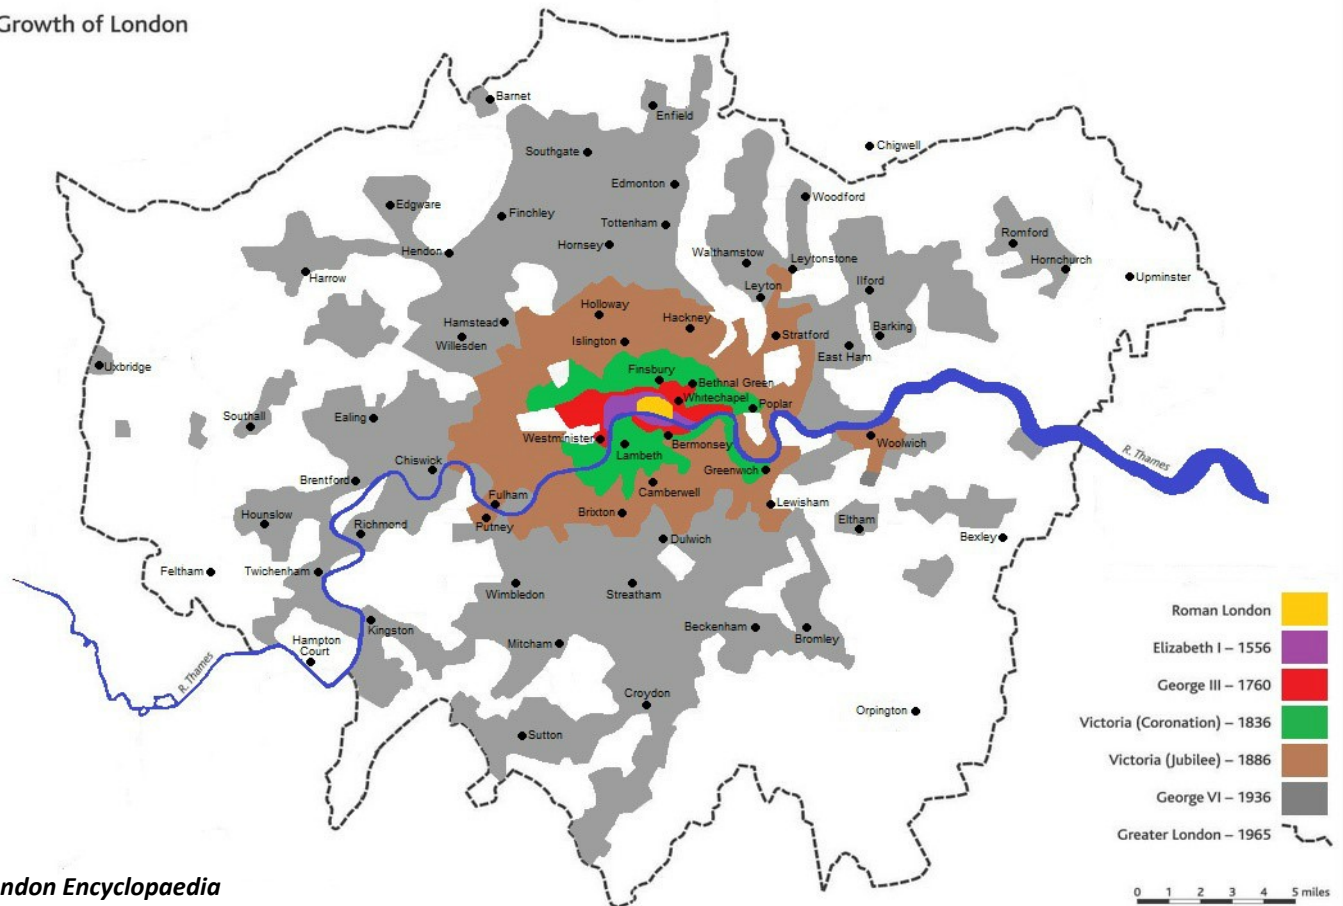 Growth of London
Barnet
Enfield
Chigwell
Southgate
Edmonton
Woodford
Edgware
Finchley
Tottenham
Romford
Hornsey
Hendon
Walthamstow
Leytonstone
Hornchurch
Harrow
Ilford
Upminster
Leyton
Holloway
Hamstead
Hackney
Barking
Stratford
Willesden
Islington
East Ham
Uxbridge
Finsbury
Bethnal Green
Whitechapel
Poplar
Southall
Ealing
Westminister
Bermonsey
Woolwich
Lambeth
R. Thames
Chiswick
Greenwich
Brentford
Camberwell
Fulham
Lewisham
Hounslow
Richmond
Putney
Brixton
Eltham
Dulwich
Bexley
Feltham
Twichenham
Wimbledon
Streatham
Kingston
Beckenham
Bromley
Hampton
Court
Mitcham
R. Thames
Croydon
Orpington
Sutton
Roman London
Elizabeth I – 1556
George III – 1760
Victoria (Coronation) – 1836
Victoria (Jubilee) – 1886
George VI – 1936
Greater London – 1965
0 1 2 3 4 5 miles
ndon Encyclopaedia